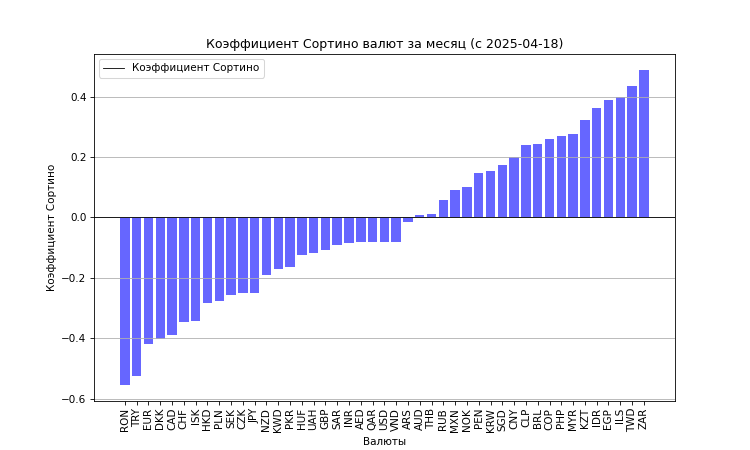 Коэффициент Сортино валют за месяц (с 2025-04-18)
Коэффициент Сортино
0.4
0.2
0.0
−0.2
−0.4
−0.6
Коэффициент Сортино
RON TRY EUR DKK CAD CHF ISK HKD PLN SEK CZK JPY NZD KWD PKR HUF UAH GBP SAR INR AED QAR USD VND ARS AUD THB RUB MXN NOK PEN KRW SGD CNY CLP BRL COP PHP MYR KZT IDR EGP ILS TWD ZAR
Валюты